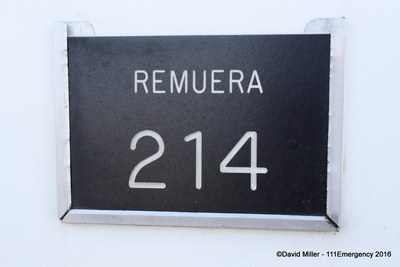 REMUERA
214
©David Miller - 111Emergency 2016